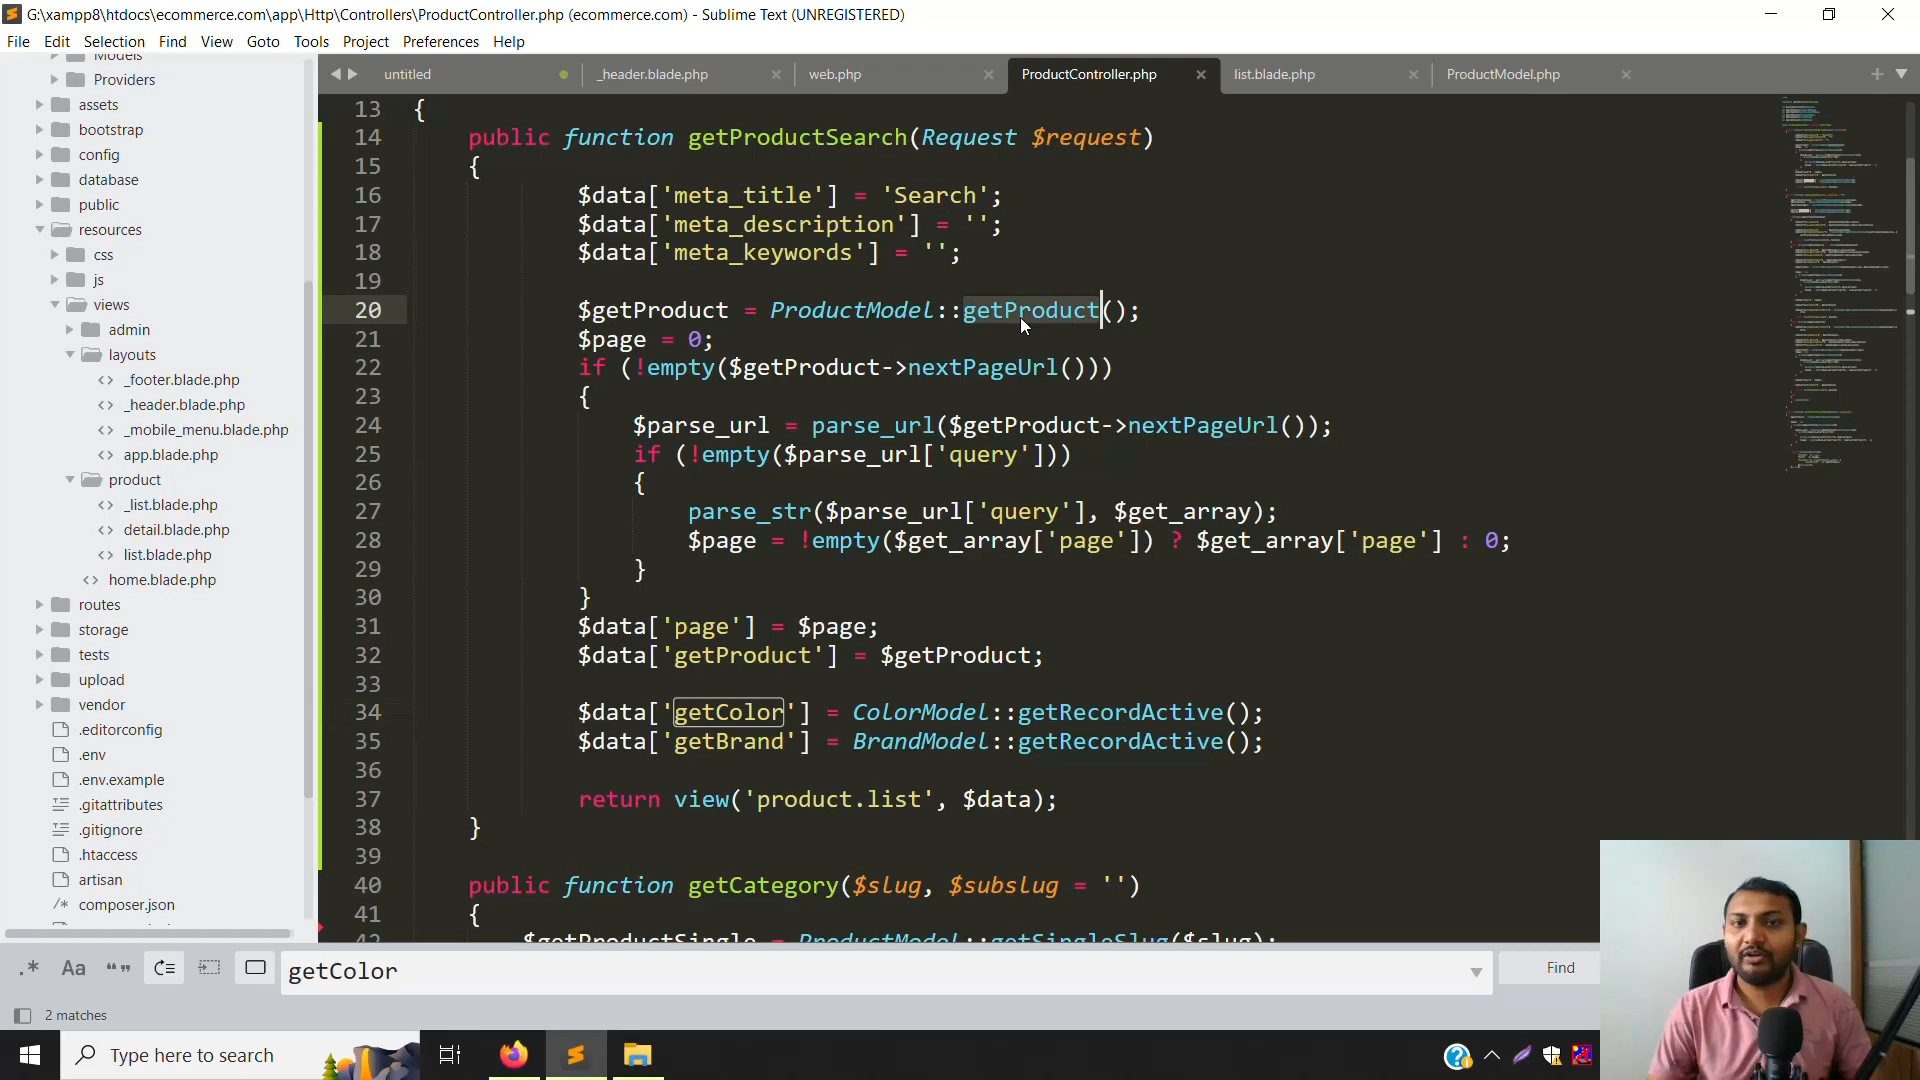 G:\xampp8\htdocs\ecommerce.com\app\Http\Controllers\ProductController.php (ecommerce.com) - Sublime Text (UNREGISTERED)
File Edit Selection Find View Goto Tools Project Preferences Help
Models
Providers
assets
bootstrap
config
database
public
resources
css
js
views
admin
layouts
_footer.blade.php
_header.blade.php
_mobile_menu.blade.php
app.blade.php
product
_list.blade.php
detail.blade.php
list.blade.php
home.blade.php
routes
storage
tests
upload
vendor
.editorconfig
.env
.env.example
.gitattributes
.gitignore
.htaccess
artisan
composer.json
untitled _header.blade.php web.php ProductController.php list.blade.php ProductModel.php
13 {
14 public function getProductSearch(Request $request)
15 {
16 $data['meta_title'] = 'Search';
17 $data['meta_description'] = '';
18 $data['meta_keywords'] = '';
19
20 $getProduct = ProductModel::getProduct();
21 $page = 0;
22 if (!empty($getProduct->nextPageUrl()))
23 {
24 $parse_url = parse_url($getProduct->nextPageUrl());
25 if (!empty($parse_url['query']))
26 {
27 parse_str($parse_url['query'], $get_array);
28 $page = !empty($get_array['page']) ? $get_array['page'] : 0;
29 }
30 }
31 $data['page'] = $page;
32 $data['getProduct'] = $getProduct;
33
34 $data['getColor'] = ColorModel::getRecordActive();
35 $data['getBrand'] = BrandModel::getRecordActive();
36
37 return view('product.list', $data);
38 }
39
40 public function getCategory($slug, $subslug = '')
41 {
42 $getProductSingle = ProductModel::getSingleSlug($slug);
.* Aa “” getColor Find
2 matches
Type here to search